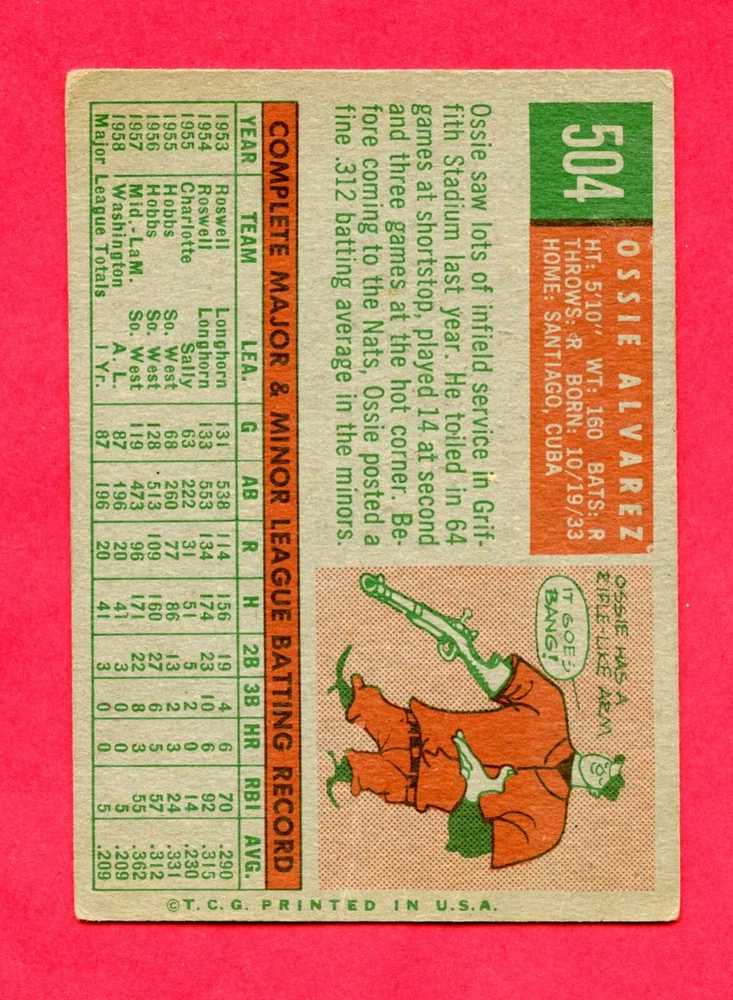 504
OSSIE ALVAREZ
HT: 5'10" WT: 160 BATS: R
THROWS: R BORN: 10/19/33
HOME: SANTIAGO, CUBA
Ossie saw lots of infield service in Grif-
fith Stadium last year. He toiled in 64
games at shortstop, played 14 at second
and three games at the hot corner. Be-
fore coming to the Nats, Ossie posted a
fine .312 batting average in the minors.
OSSIE HAS A
RIFLE-LIKE ARM
IT GOES
BANG!
COMPLETE MAJOR & MINOR LEAGUE BATTING RECORD
YEAR TEAM LEA. G AB R H 2B 3B HR RBI AVG.
1953 Roswell Longhorn 131 538 114 156 19 4 6 70 .290
1954 Roswell Longhorn 133 553 134 174 23 10 6 92 .315
1955 Charlotte Sally 63 222 31 51 5 2 0 14 .230
1955 Hobbs So. West 68 260 77 86 13 2 3 24 .331
1956 Hobbs So. West 128 513 109 160 27 6 5 57 .312
1957 Mid.-LaM. So. West 119 473 96 171 22 8 3 55 .362
1958 Washington A. L. 87 196 20 41 3 0 0 5 .209
Major League Totals 1 Yr. 87 196 20 41 3 0 0 5 .209
©T. C. G. PRINTED IN U.S.A.